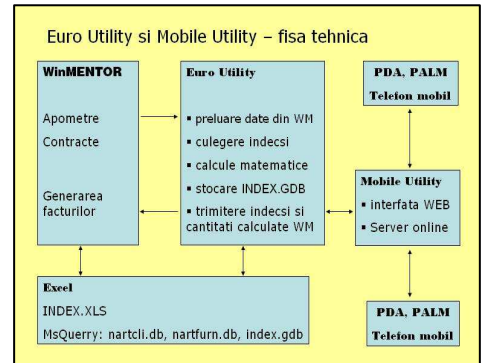 Euro Utility si Mobile Utility – fisa tehnica
WinMENTOR
Apometre
Contracte
Generarea
facturilor
Euro Utility
▪ preluare date din WM
▪ culegere indecsi
▪ calcule matematice
▪ stocare INDEX.GDB
▪ trimitere indecsi si
cantitati calculate WM
PDA, PALM
Telefon mobil
Mobile Utility
▪ interfata WEB
▪ Server online
PDA, PALM
Telefon mobil
Excel
INDEX.XLS
MsQuerry: nartcli.db, nartfurn.db, index.gdb